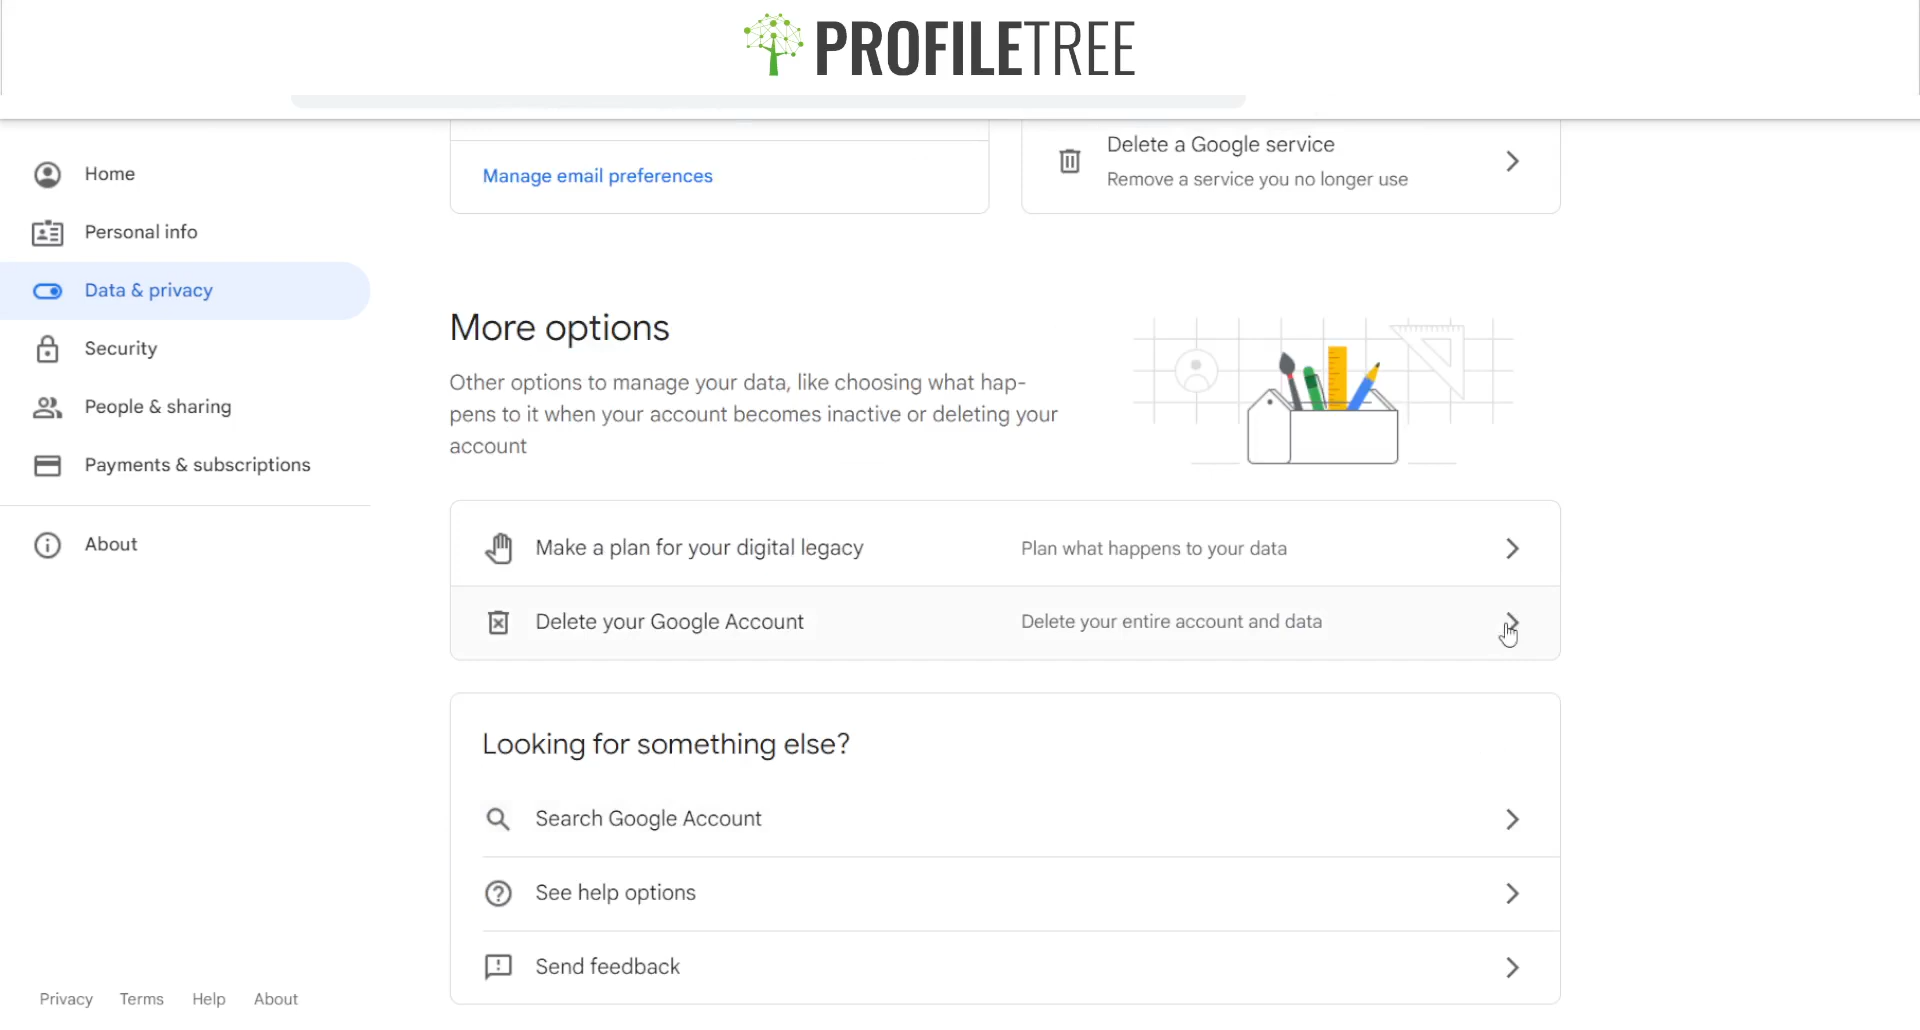 PROFILETREE
Home
Personal info
Data & privacy
Security
People & sharing
Payments & subscriptions
About
Manage email preferences
Delete a Google service
Remove a service you no longer use
More options
Other options to manage your data, like choosing what hap-
pens to it when your account becomes inactive or deleting your
account
Make a plan for your digital legacy Plan what happens to your data
Delete your Google Account Delete your entire account and data
Looking for something else?
Search Google Account
See help options
Send feedback
Privacy Terms Help About